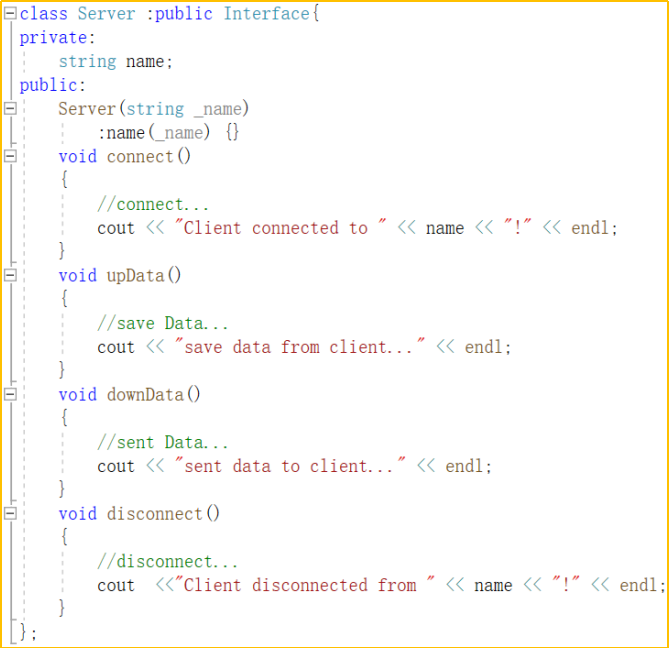 class Server :public Interface{
private:
    string name;
public:
    Server(string _name)
        :name(_name) {}
    void connect()
    {
        //connect...
        cout << "Client connected to " << name << "!" << endl;
    }
    void upData()
    {
        //save Data...
        cout << "save data from client..." << endl;
    }
    void downData()
    {
        //sent Data...
        cout << "sent data to client..." << endl;
    }
    void disconnect()
    {
        //disconnect...
        cout  <<"Client disconnected from " << name << "!" << endl;
    }
};